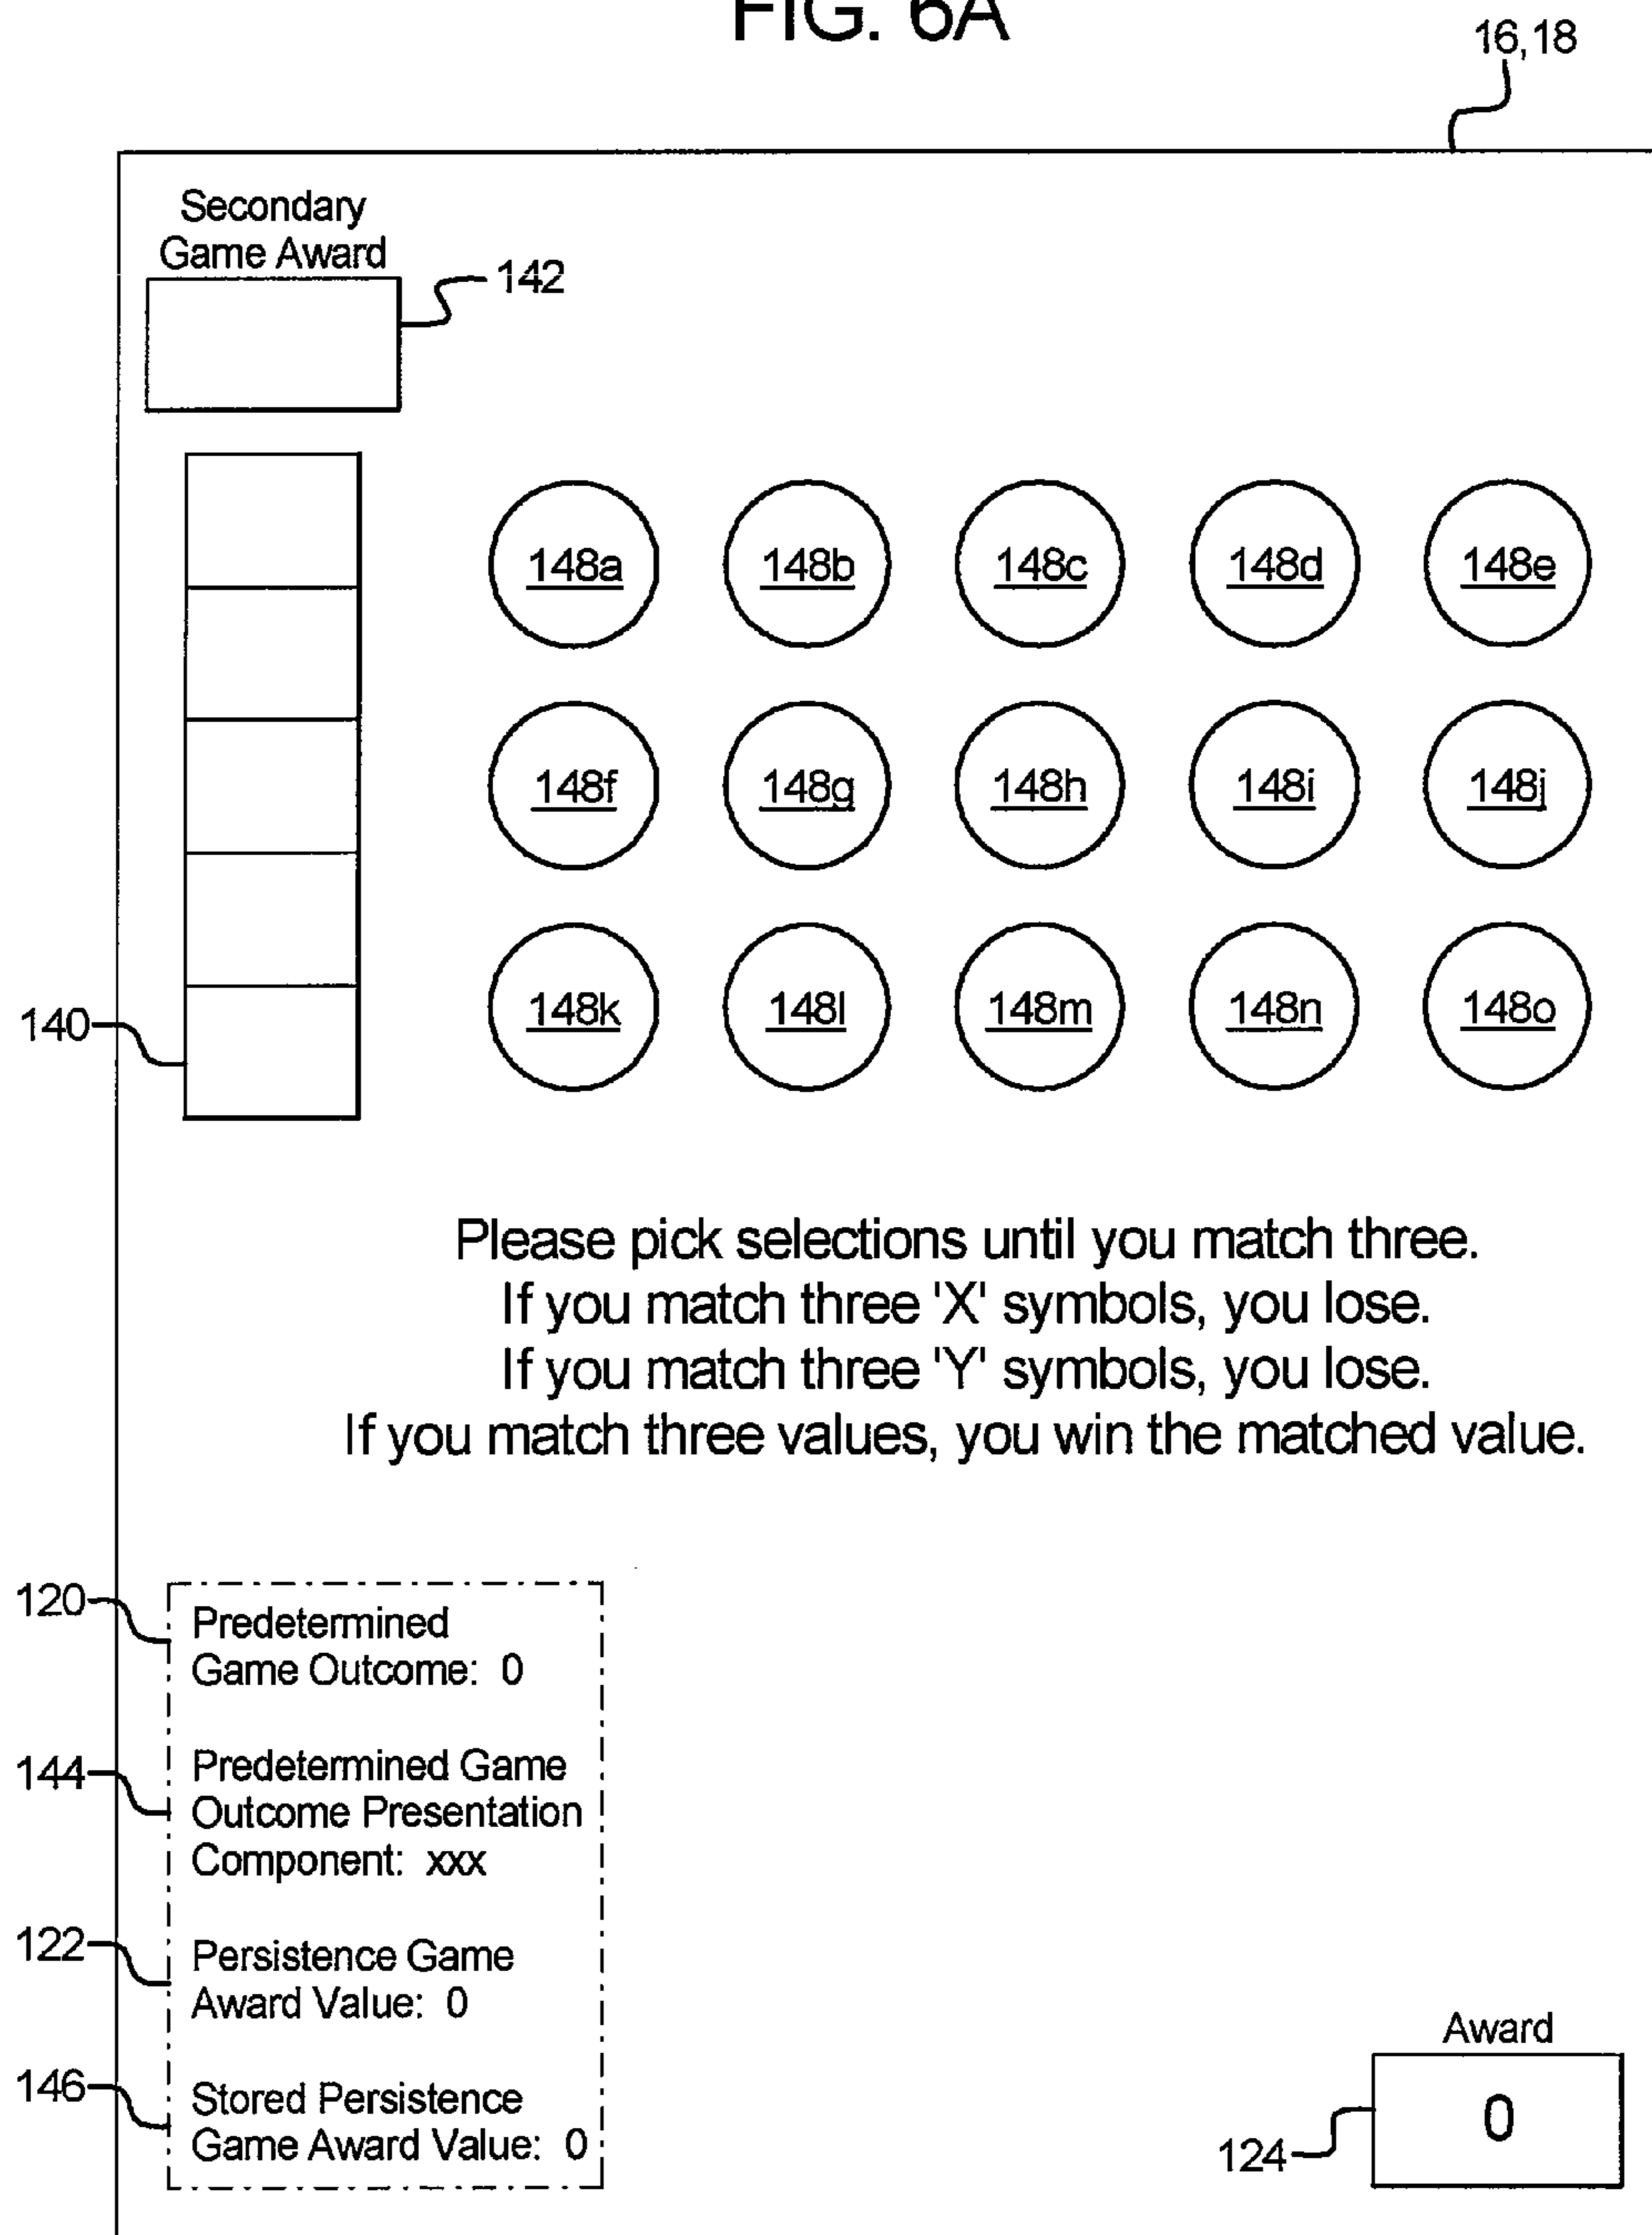 FIG. 6A
16,18
Secondary
Game Award
142
148a 148b 148c 148d 148e
148f 148g 148h 148i 148j
148k 148l 148m 148n 148o
140
Please pick selections until you match three.
If you match three 'X' symbols, you lose.
If you match three 'Y' symbols, you lose.
If you match three values, you win the matched value.
120
Predetermined
Game Outcome: 0
144
Predetermined Game
Outcome Presentation
Component: xxx
122
Persistence Game
Award Value: 0
146
Stored Persistence
Game Award Value: 0
Award
0
124